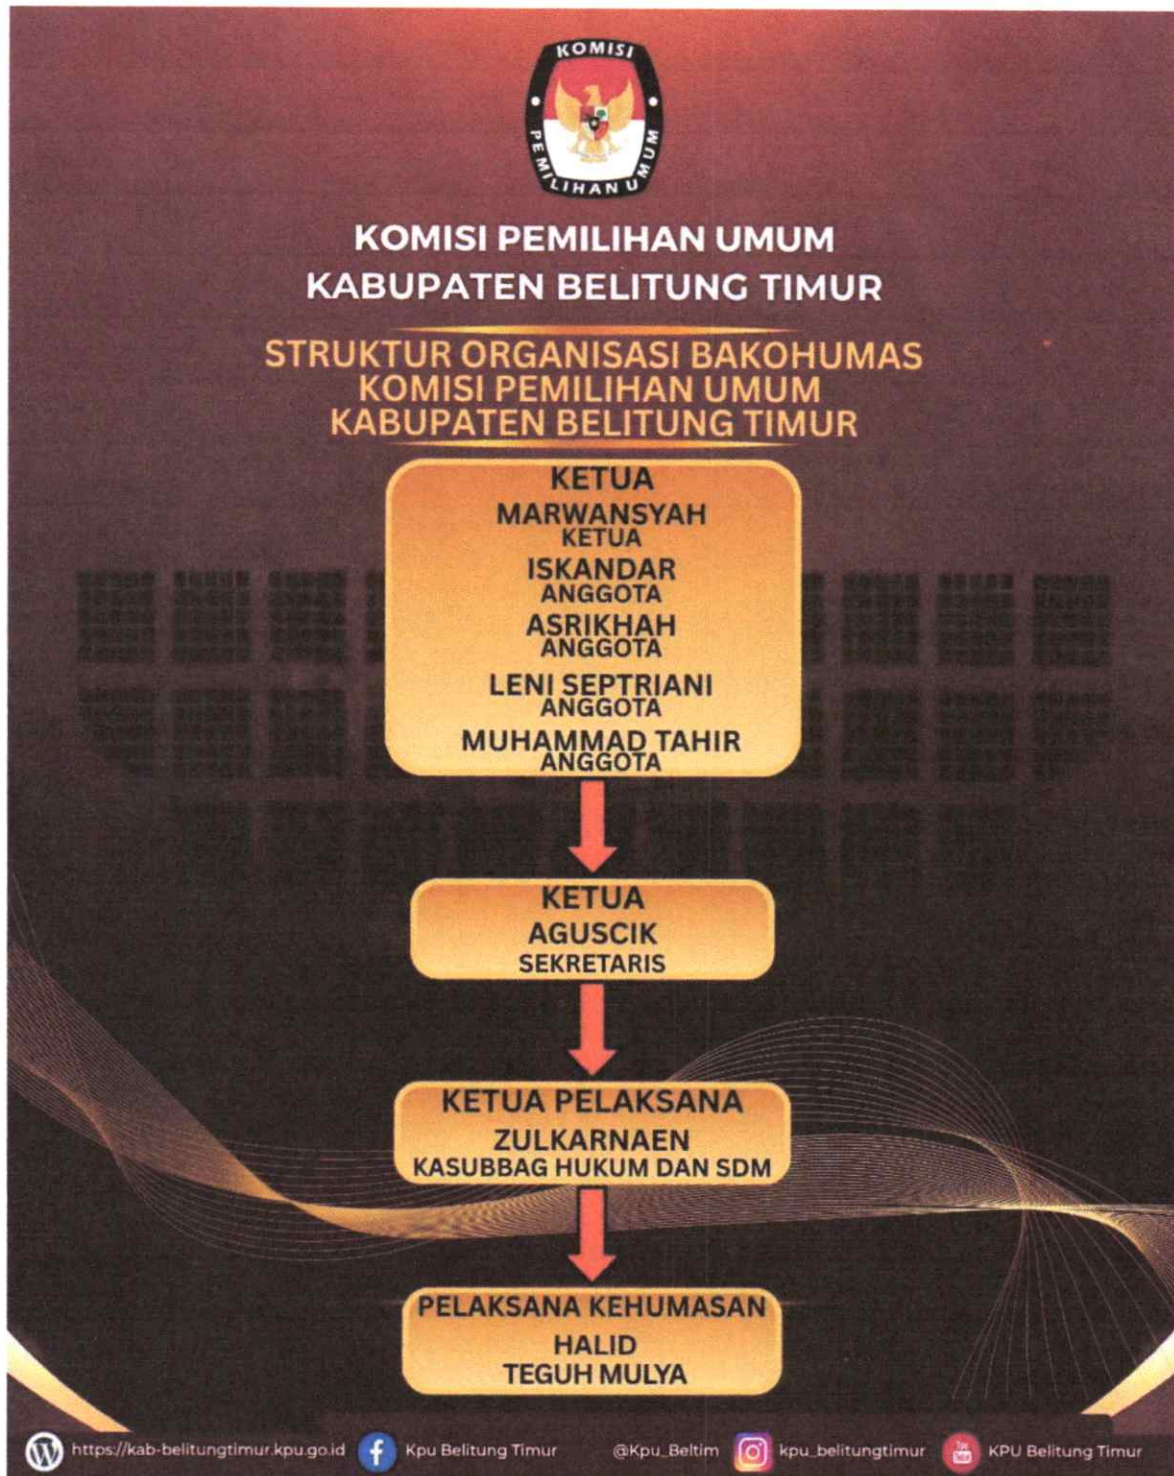 KOMISI
PEMILIHAN UMUM
KOMISI PEMILIHAN UMUM
KABUPATEN BELITUNG TIMUR
STRUKTUR ORGANISASI BAKOHUMAS
KOMISI PEMILIHAN UMUM
KABUPATEN BELITUNG TIMUR
KETUA
MARWANSYAH
KETUA
ISKANDAR
ANGGOTA
ASRIKHAH
ANGGOTA
LENI SEPTRIANI
ANGGOTA
MUHAMMAD TAHIR
ANGGOTA
KETUA
AGUSCIK
SEKRETARIS
KETUA PELAKSANA
ZULKARNAEN
KASUBBAG HUKUM DAN SDM
PELAKSANA KEHUMASAN
HALID
TEGUH MULYA
https://kab-belitungtimur.kpu.go.id Kpu Belitung Timur @Kpu_Beltim kpu_belitungtimur KPU Belitung Timur